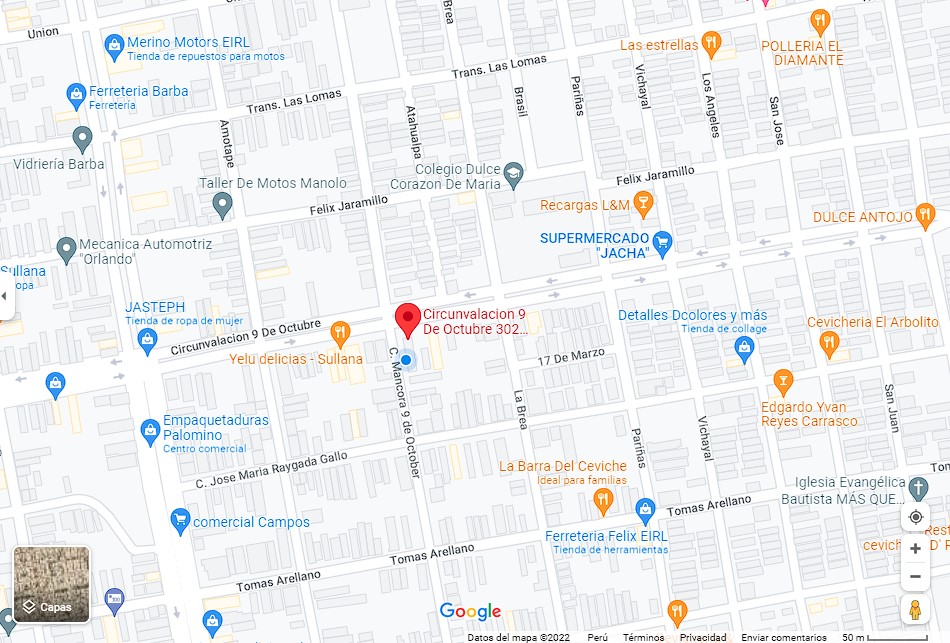 Brea
Union
Merino Motors EIRL
Tienda de repuestos para motos
Las estrellas
POLLERIA EL
DIAMANTE
Trans. Las Lomas
Ferreteria Barba
Ferretería
Trans. Las Lomas
Brasil
Pariñas
Vichayal
Los Angeles
San Jose
Amotape
Atahualpa
Vidriería Barba
Colegio Dulce
Corazon De Maria
Felix Jaramillo
Taller De Motos Manolo
Felix Jaramillo
Recargas L&M
DULCE ANTOJO
Mecanica Automotriz
"Orlando"
SUPERMERCADO
"JACHA"
Sullana
opa
JASTEPH
Tienda de ropa de mujer
Circunvalacion 9
De Octubre 302...
Detalles Dcolores y más
Tienda de collage
Cevicheria El Arbolito
Circunvalacion 9 De Octubre
Yelu delicias - Sullana
17 De Marzo
C. Mancora 9 de October
La Brea
Edgardo Yvan
Reyes Carrasco
San Juan
Empaquetaduras
Palomino
Centro comercial
Pariñas
Vichayal
C. Jose Maria Raygada Gallo
La Barra Del Ceviche
Ideal para familias
Tom
Iglesia Evangélica
Bautista MÁS QUE...
Tomas Arellano
comercial Campos
Ferreteria Felix EIRL
Tienda de herramientas
Rest
cevich
D' R
Tomas Arellano
Tomas Arellano
Capas
Google
Datos del mapa ©2022 Perú Términos Privacidad Enviar comentarios 50 m